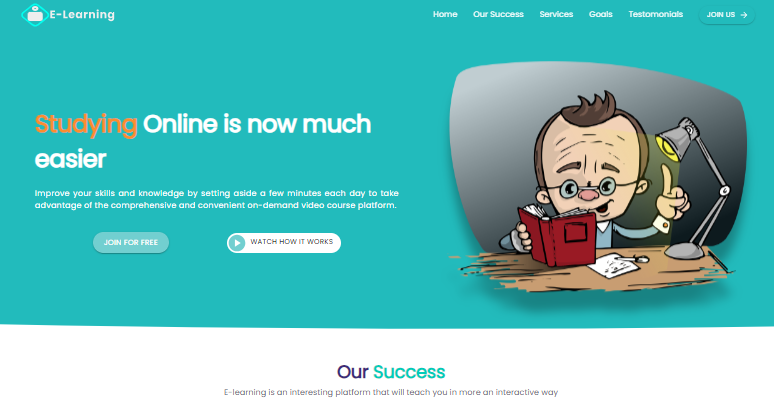 E-Learning
Home
Our Success
Services
Goals
Testomonials
JOIN US
Studying Online is now much
easier
Improve your skills and knowledge by setting aside a few minutes each day to take
advantage of the comprehensive and convenient on-demand video course platform.
JOIN FOR FREE
WATCH HOW IT WORKS
Our Success
E-learning is an interesting platform that will teach you in more an interactive way